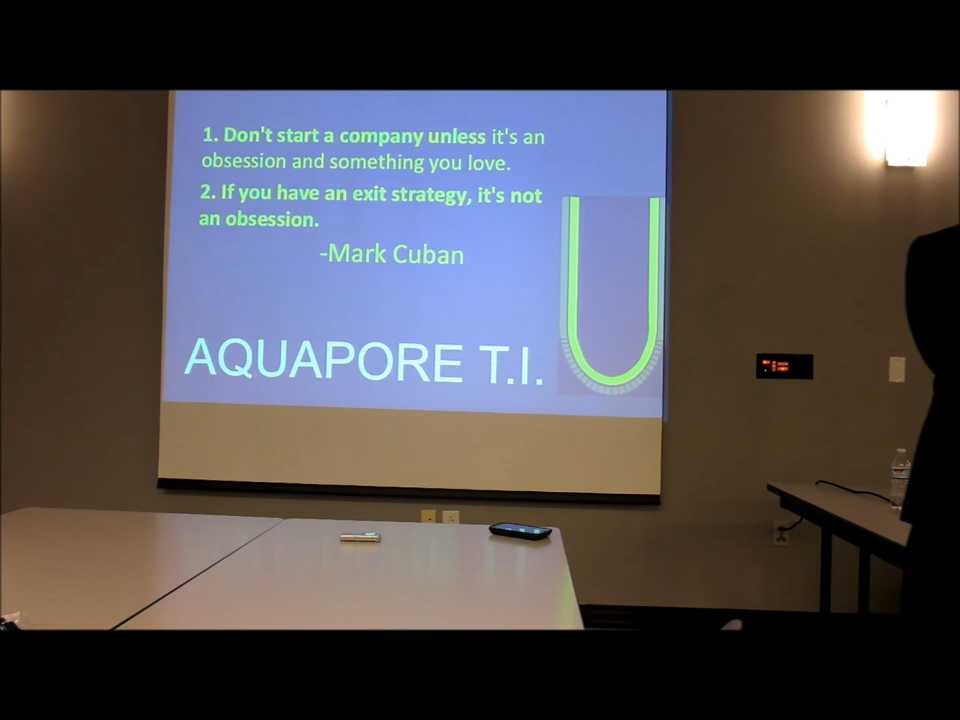 1. Don't start a company unless it's an
obsession and something you love.
2. If you have an exit strategy, it's not
an obsession.
-Mark Cuban
AQUAPORE T.I.